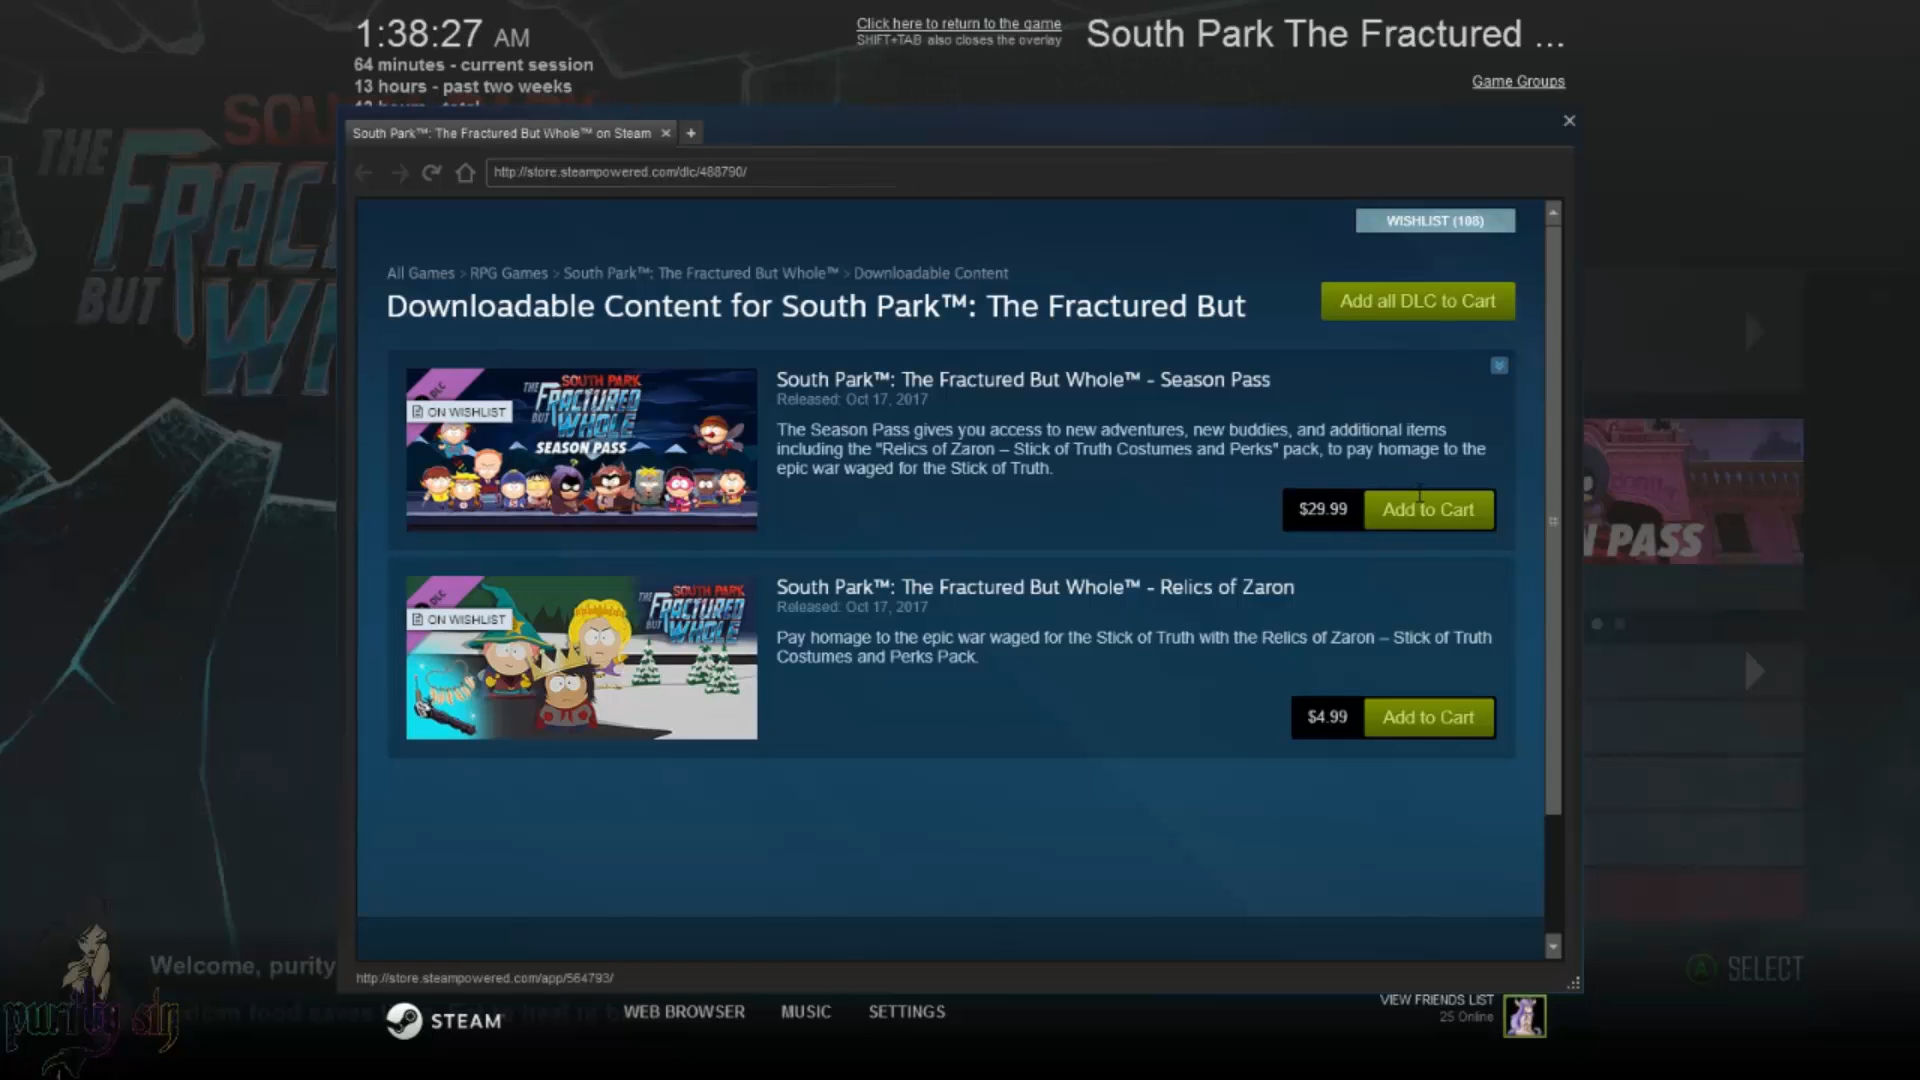 1:38:27 AM
64 minutes - current session
13 hours - past two weeks
Click here to return to the game
SHIFT+TAB also closes the overlay
South Park The Fractured ...
Game Groups
South Park™: The Fractured But Whole™ on Steam
http://store.steampowered.com/dlc/488790/
WISHLIST (108)
All Games > RPG Games > South Park™: The Fractured But Whole™ > Downloadable Content
Downloadable Content for South Park™: The Fractured But
Add all DLC to Cart
DLC
ON WISHLIST
SOUTH PARK
THE FRACTURED BUT WHOLE
SEASON PASS
South Park™: The Fractured But Whole™ - Season Pass
Released: Oct 17, 2017
The Season Pass gives you access to new adventures, new buddies, and additional items
including the "Relics of Zaron – Stick of Truth Costumes and Perks" pack, to pay homage to the
epic war waged for the Stick of Truth.
$29.99
Add to Cart
DLC
ON WISHLIST
SOUTH PARK
THE FRACTURED BUT WHOLE
South Park™: The Fractured But Whole™ - Relics of Zaron
Released: Oct 17, 2017
Pay homage to the epic war waged for the Stick of Truth with the Relics of Zaron – Stick of Truth
Costumes and Perks Pack.
$4.99
Add to Cart
THE
BUT
PASS
SELECT
Welcome, purity
http://store.steampowered.com/app/564793/
purity sin
STEAM
WEB BROWSER
MUSIC
SETTINGS
VIEW FRIENDS LIST
25 Online